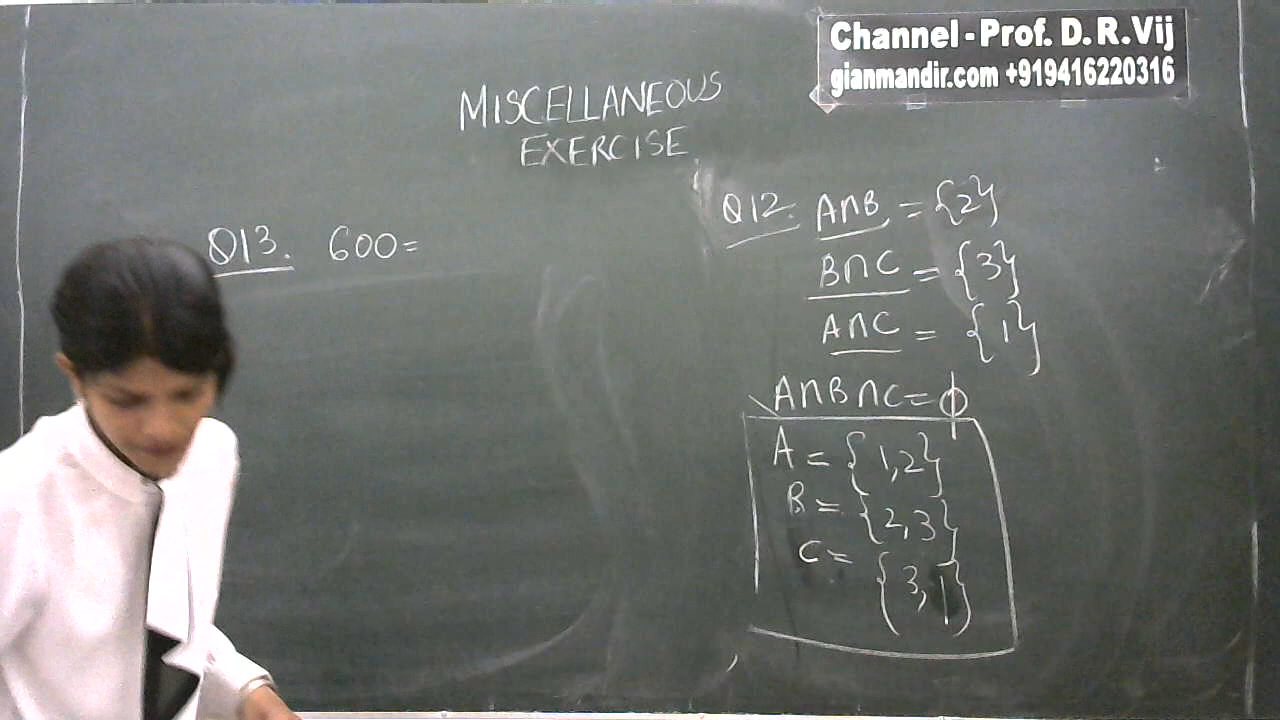 Channel - Prof. D. R. Vij
gianmandir.com +919416220316
MISCELLANEOUS
EXERCISE
Q13. 600=
Q12. A∩B = {2}
B∩C = {3}
A∩C = {1}
A∩B∩C = ϕ
A = {1,2}
B = {2,3}
C = {3,1}